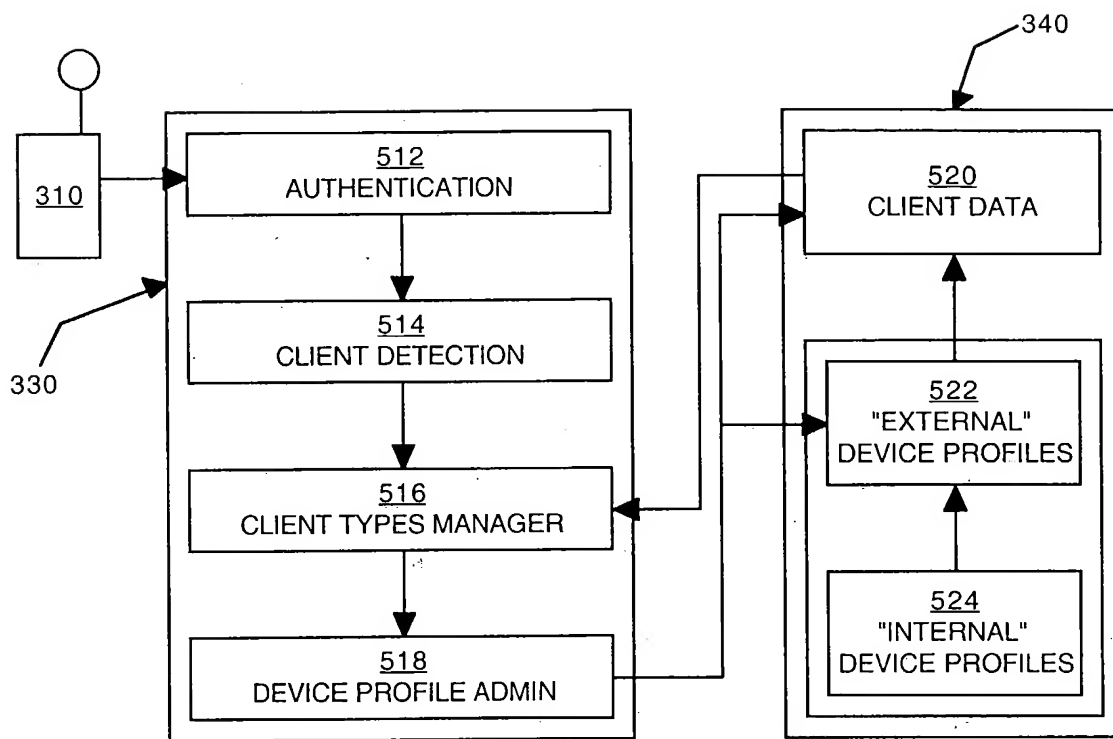 340
310
330
512
AUTHENTICATION
514
CLIENT DETECTION
516
CLIENT TYPES MANAGER
518
DEVICE PROFILE ADMIN
520
CLIENT DATA
522
"EXTERNAL"
DEVICE PROFILES
524
"INTERNAL"
DEVICE PROFILES